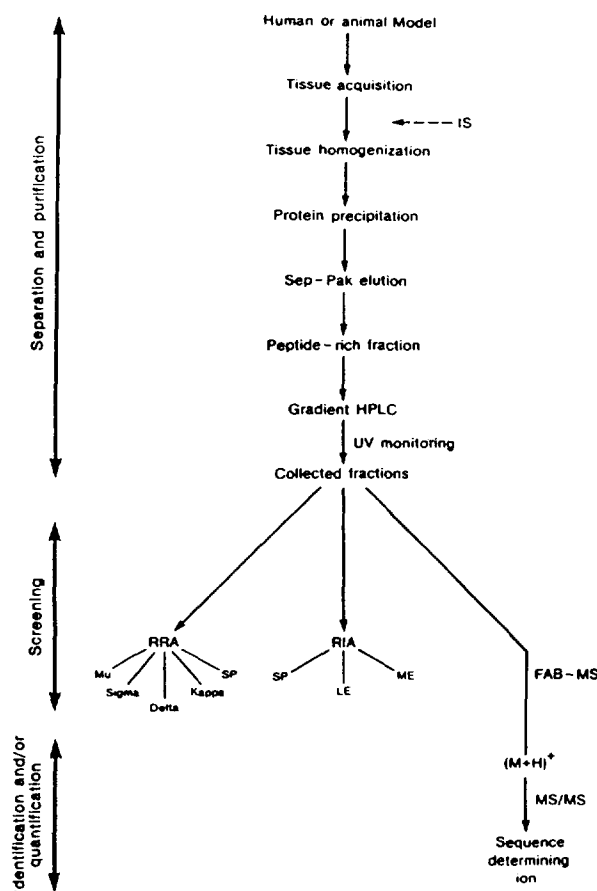 Human or animal Model
Tissue acquisition
IS
Tissue homogenization
Protein precipitation
Sep-Pak elution
Peptide-rich fraction
Gradient HPLC
UV monitoring
Collected fractions
Separation and purification
RRA
Mu
Sigma
Delta
Kappa
SP
RIA
SP
LE
ME
FAB-MS
Screening
(M+H)+
MS/MS
Sequence
determining
ion
dentification and/or
quantification